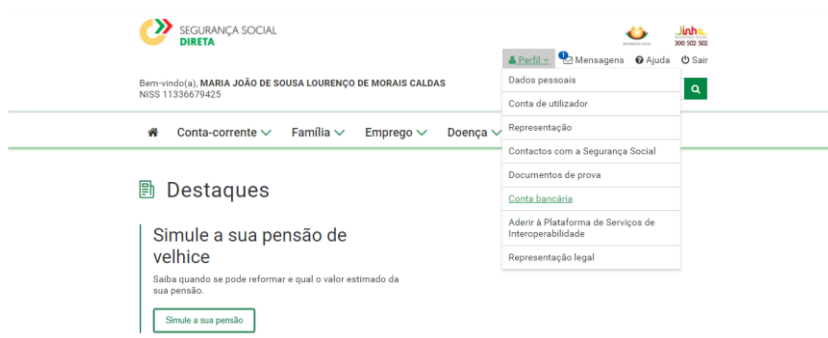 SEGURANÇA SOCIAL
DIRETA
linha
300 502 502
Perfil
1
Mensagens
Ajuda
Sair
Bem-vindo(a), MARIA JOÃO DE SOUSA LOURENÇO DE MORAIS CALDAS
NISS 11336679425
Dados pessoais
Conta de utilizador
Representação
Contactos com a Segurança Social
Documentos de prova
Conta bancária
Aderir à Plataforma de Serviços de
Interoperabilidade
Representação legal
Conta-corrente
Família
Emprego
Doença
Destaques
Simule a sua pensão de
velhice
Saiba quando se pode reformar e qual o valor estimado da
sua pensão.
Simule a sua pensão